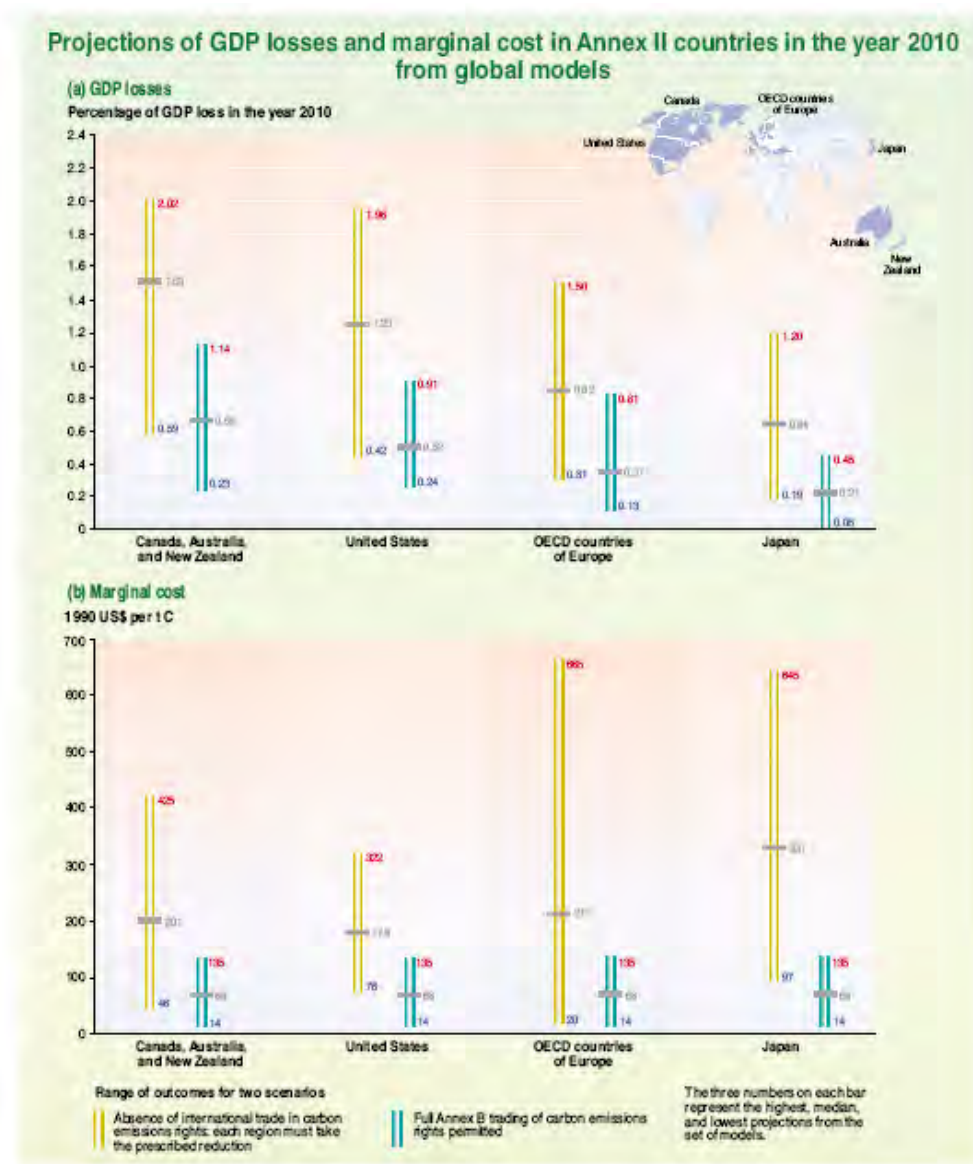 Projections of GDP losses and marginal cost in Annex II countries in the year 2010
from global models
(a) GDP losses
Percentage of GDP loss in the year 2010
Canada
OECD countries
of Europe
United States
Japan
Australia
New
Zealand
2.4
2.2
2.0
1.8
1.6
1.4
1.2
1.0
0.8
0.6
0.4
0.2
0
2.02
0.59
1.14
0.23
1.96
0.42
0.91
0.24
1.50
0.31
0.81
0.13
1.20
0.19
0.45
0.05
Canada, Australia,
and New Zealand
United States
OECD countries
of Europe
Japan
(b) Marginal cost
1990 US$ per t C
700
600
500
400
300
200
100
0
425
46
135
14
322
76
135
14
665
20
135
14
645
97
135
14
Canada, Australia,
and New Zealand
United States
OECD countries
of Europe
Japan
Range of outcomes for two scenarios
Absence of international trade in carbon
emissions rights: each region must take
the prescribed reduction
Full Annex B trading of carbon emissions
rights permitted
The three numbers on each bar
represent the highest, median,
and lowest projections from the
set of models.